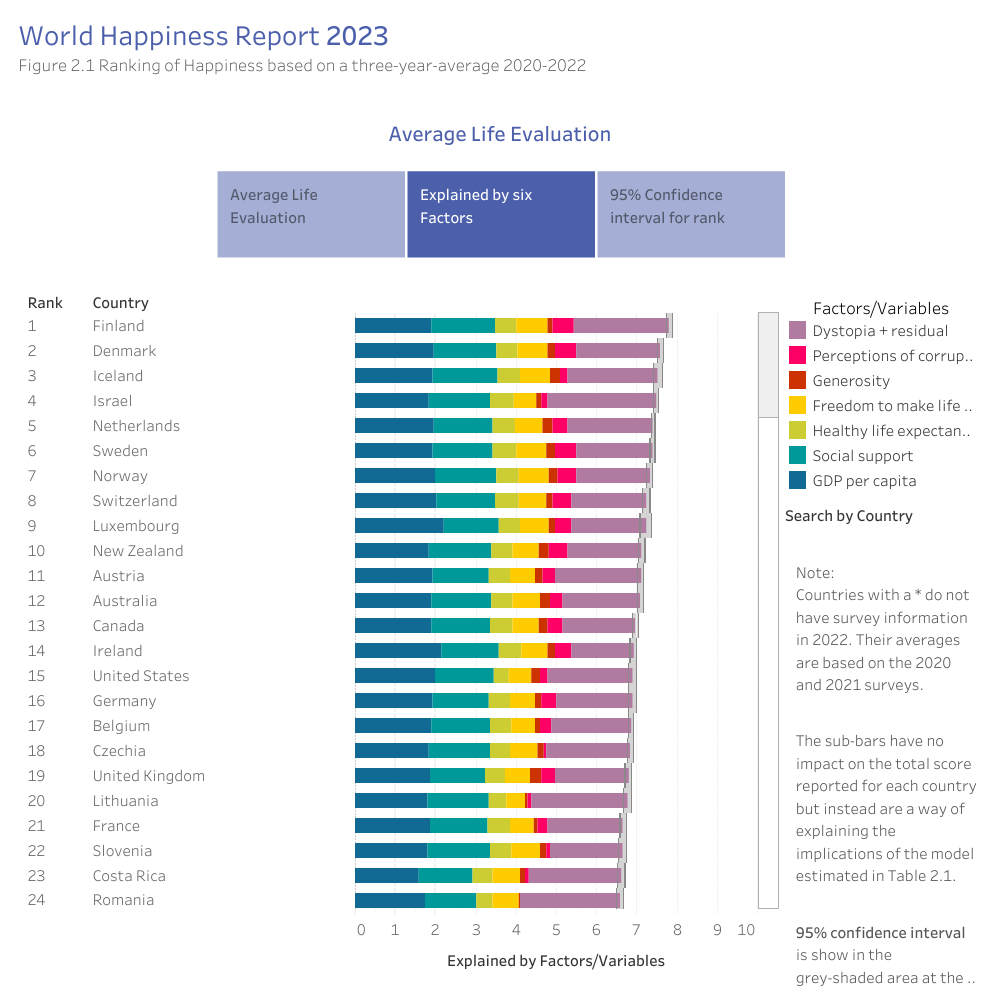 World Happiness Report 2023
Figure 2.1 Ranking of Happiness based on a three-year-average 2020-2022
Average Life Evaluation
Average Life
Evaluation
Explained by six
Factors
95% Confidence
interval for rank
Rank Country
1 Finland
2 Denmark
3 Iceland
4 Israel
5 Netherlands
6 Sweden
7 Norway
8 Switzerland
9 Luxembourg
10 New Zealand
11 Austria
12 Australia
13 Canada
14 Ireland
15 United States
16 Germany
17 Belgium
18 Czechia
19 United Kingdom
20 Lithuania
21 France
22 Slovenia
23 Costa Rica
24 Romania
0 1 2 3 4 5 6 7 8 9 10
Explained by Factors/Variables
Factors/Variables
Dystopia + residual
Perceptions of corrup..
Generosity
Freedom to make life ..
Healthy life expectan..
Social support
GDP per capita
Search by Country
Note:
Countries with a * do not
have survey information
in 2022. Their averages
are based on the 2020
and 2021 surveys.
The sub-bars have no
impact on the total score
reported for each country
but instead are a way of
explaining the
implications of the model
estimated in Table 2.1.
95% confidence interval
is show in the
grey-shaded area at the ..